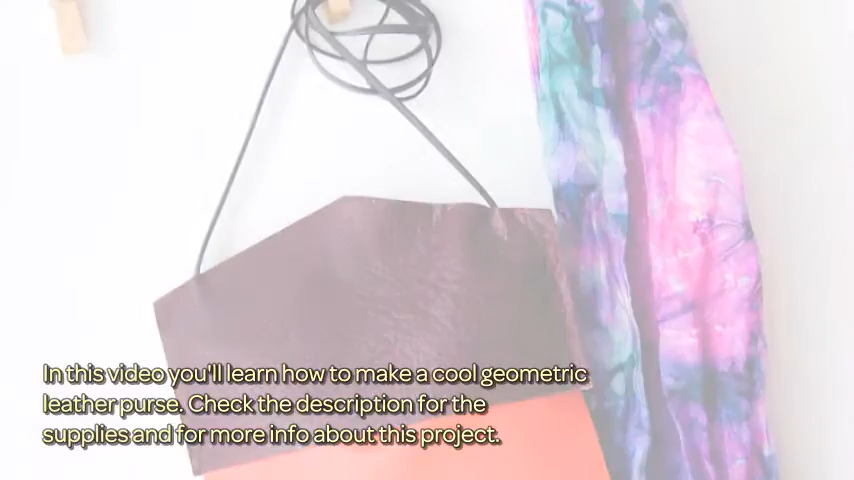 In this video you'll learn how to make a cool geometric
leather purse. Check the description for the
supplies and for more info about this project.